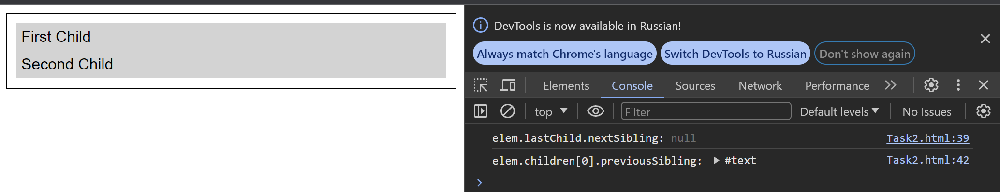 First Child
Second Child
DevTools is now available in Russian!
Always match Chrome's language Switch DevTools to Russian Don't show again
Elements Console Sources Network Performance
top Filter Default levels No Issues
elem.lastChild.nextSibling: null Task2.html:39
elem.children[0].previousSibling: #text Task2.html:42